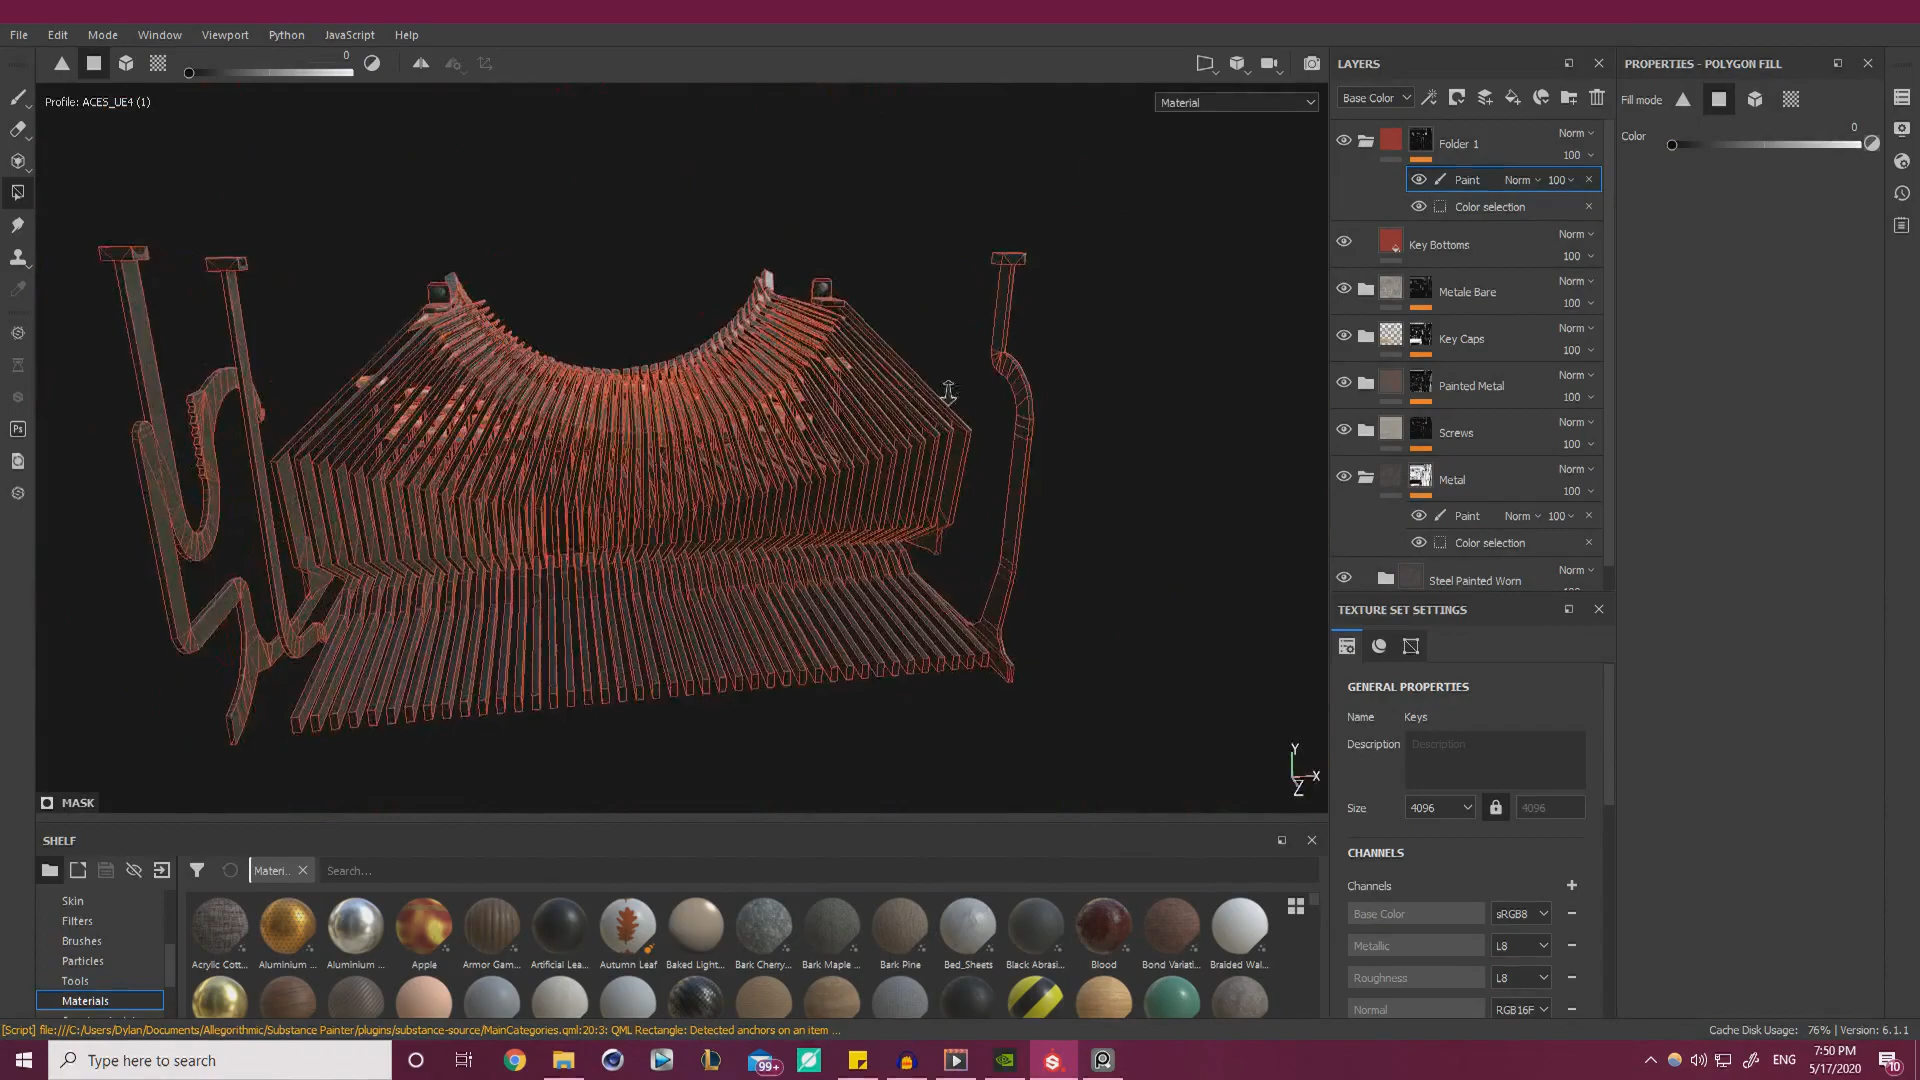 File Edit Mode Window Viewport Python JavaScript Help
0
Profile: ACES_UE4 (1)
Material
LAYERS
Base Color
Folder 1 Norm 100
Paint Norm 100
Color selection
Key Bottoms Norm 100
Metale Bare Norm 100
Key Caps Norm 100
Painted Metal Norm 100
Screws Norm 100
Metal Norm 100
Paint Norm 100
Color selection
Steel Painted Worn Norm
PROPERTIES - POLYGON FILL
Fill mode
Color 0
TEXTURE SET SETTINGS
GENERAL PROPERTIES
Name Keys
Description Description
Size 4096 4096
CHANNELS
Channels
Base Color sRGB8
Metallic L8
Roughness L8
Normal RGB16F
Y
X
Z
MASK
SHELF
Materi.. Search...
Skin
Filters
Brushes
Particles
Tools
Materials
Acrylic Cott... Aluminium ... Aluminium ... Apple Armor Gam... Artificial Lea... Autumn Leaf Baked Light... Bark Cherry... Bark Maple ... Bark Pine Bed_Sheets Black Abrasi... Blood Bond Variati... Braided Wal...
[Script] file:///C:/Users/Dylan/Documents/Allegorithmic/Substance Painter/plugins/substance-source/MainCategories.qml:20:3: QML Rectangle: Detected anchors on an item ...
Cache Disk Usage: 76% | Version: 6.1.1
Type here to search
99+
ENG
7:50 PM
5/17/2020
10
Ps